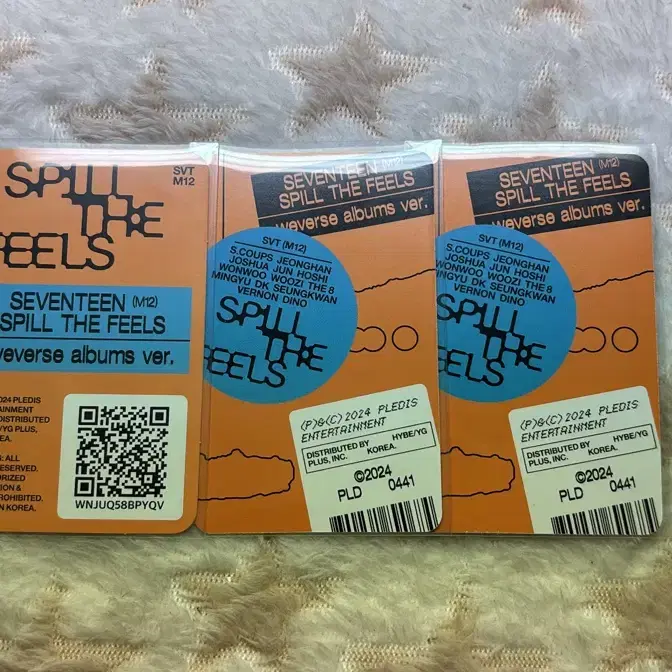 SPILL
THE
FEELS
SVT
M12
SEVENTEEN (M12)
SPILL THE FEELS
weverse albums ver.
2024 PLEDIS
DISTRIBUTED
/YG PLUS,
: ALL
RESERVED.
ORIZED
ION &
ROHIBITED.
N KOREA.
WNJUQ58BPYQV
SEVENTEEN (M12)
SPILL THE FEELS
weverse albums ver.
SVT (M12)
S.COUPS JEONGHAN
JOSHUA JUN HOSHI
WONWOO WOOZI THE 8
MINGYU DK SEUNGKWAN
VERNON DINO
SPILL
THE
FEELS
(P)&(C) 2024 PLEDIS
ENTERTAINMENT
DISTRIBUTED BY HYBE/YG
PLUS, INC. KOREA.
©2024
PLD 0441
SEVENTEEN (M12)
SPILL THE FEELS
weverse albums ver.
SVT (M12)
S.COUPS JEONGHAN
JOSHUA JUN HOSHI
WONWOO WOOZI THE 8
MINGYU DK SEUNGKWAN
VERNON DINO
SPILL
THE
FEELS
(P)&(C) 2024 PLEDIS
ENTERTAINMENT
DISTRIBUTED BY HYBE/YG
PLUS, INC. KOREA.
©2024
PLD 0441